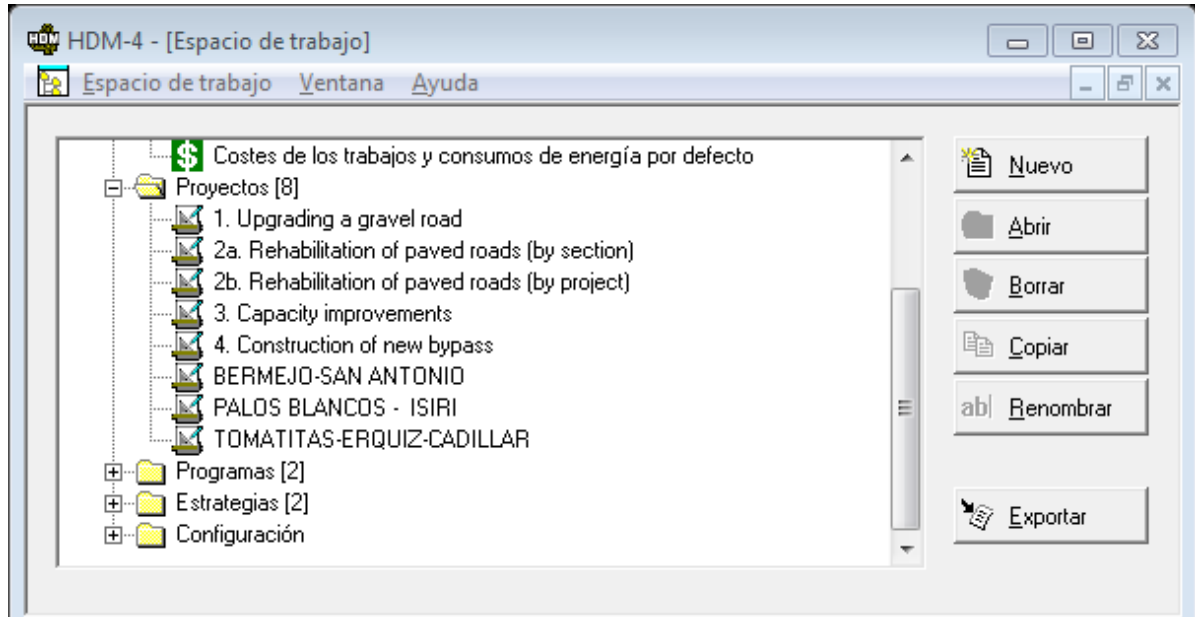 HDM-4 - [Espacio de trabajo]
Espacio de trabajo Ventana Ayuda
Costes de los trabajos y consumos de energía por defecto
Proyectos [8]
1. Upgrading a gravel road
2a. Rehabilitation of paved roads (by section)
2b. Rehabilitation of paved roads (by project)
3. Capacity improvements
4. Construction of new bypass
BERMEJO-SAN ANTONIO
PALOS BLANCOS - ISIRI
TOMATITAS-ERQUIZ-CADILLAR
Programas [2]
Estrategias [2]
Configuración
Nuevo
Abrir
Borrar
Copiar
ab Renombrar
Exportar